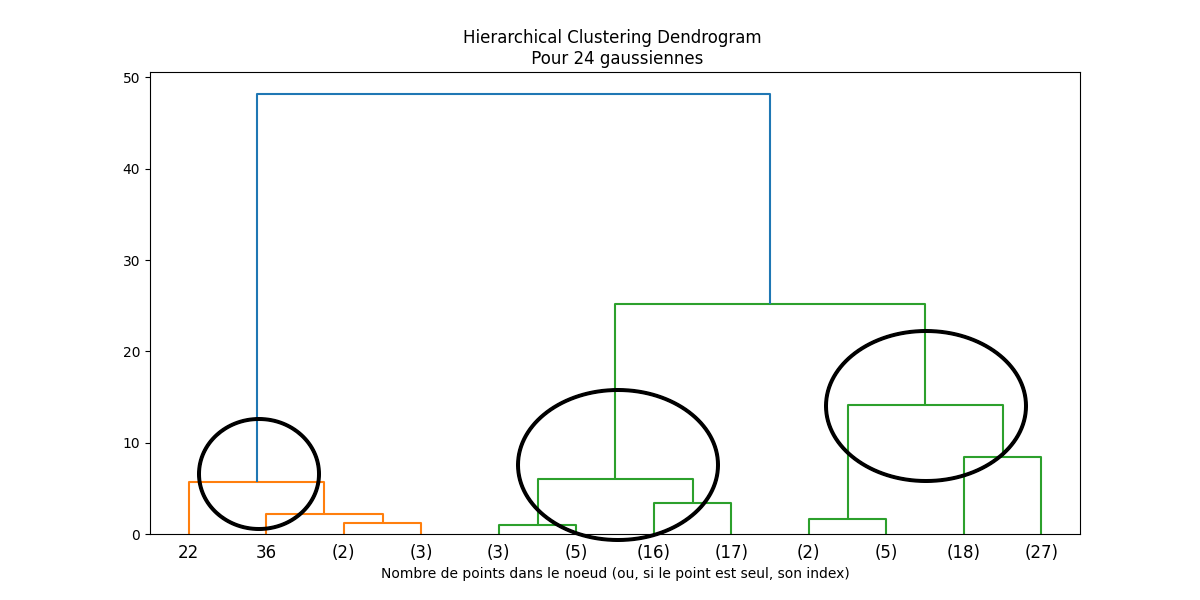 Hierarchical Clustering Dendrogram
Pour 24 gaussiennes
50
40
30
20
10
0
22 36 (2) (3) (3) (5) (16) (17) (2) (5) (18) (27)
Nombre de points dans le noeud (ou, si le point est seul, son index)